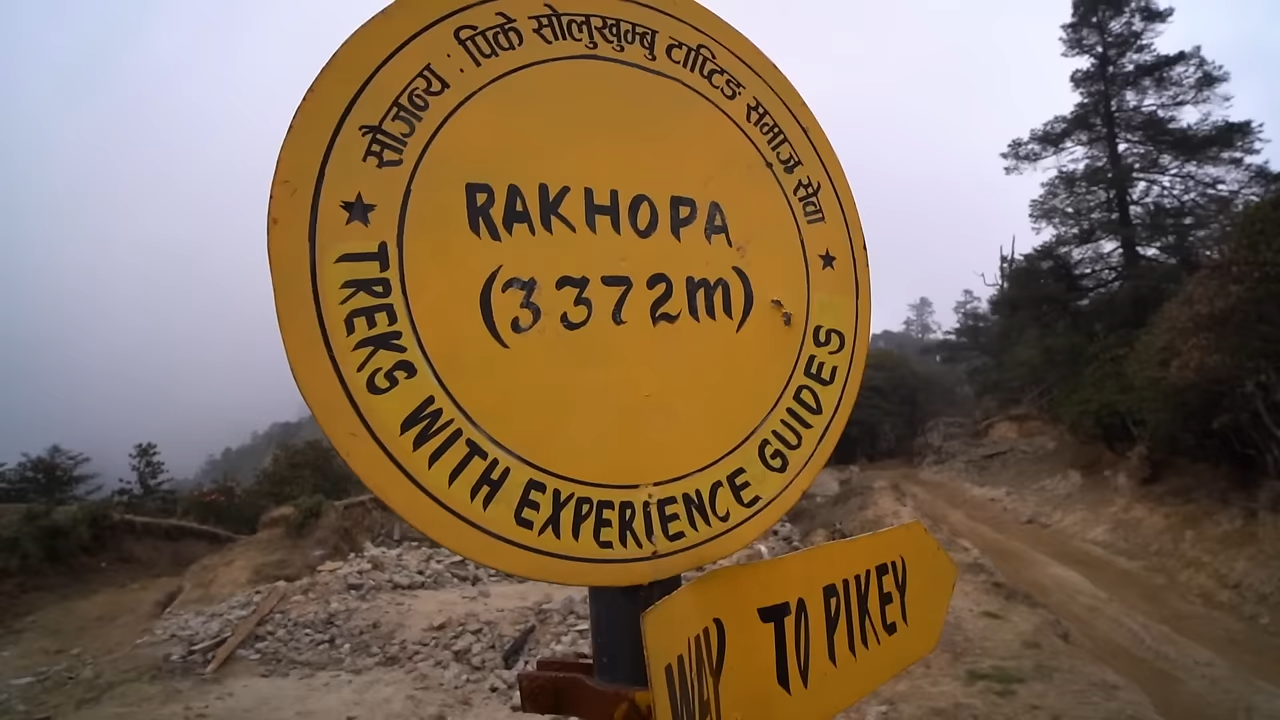 सौजन्य : पिके सोलुखुम्बु टाप्टिङ समाज सेवा
RAKHOPA
(3372m)
TREKS WITH EXPERIENCE GUIDES
WAY TO PIKEY